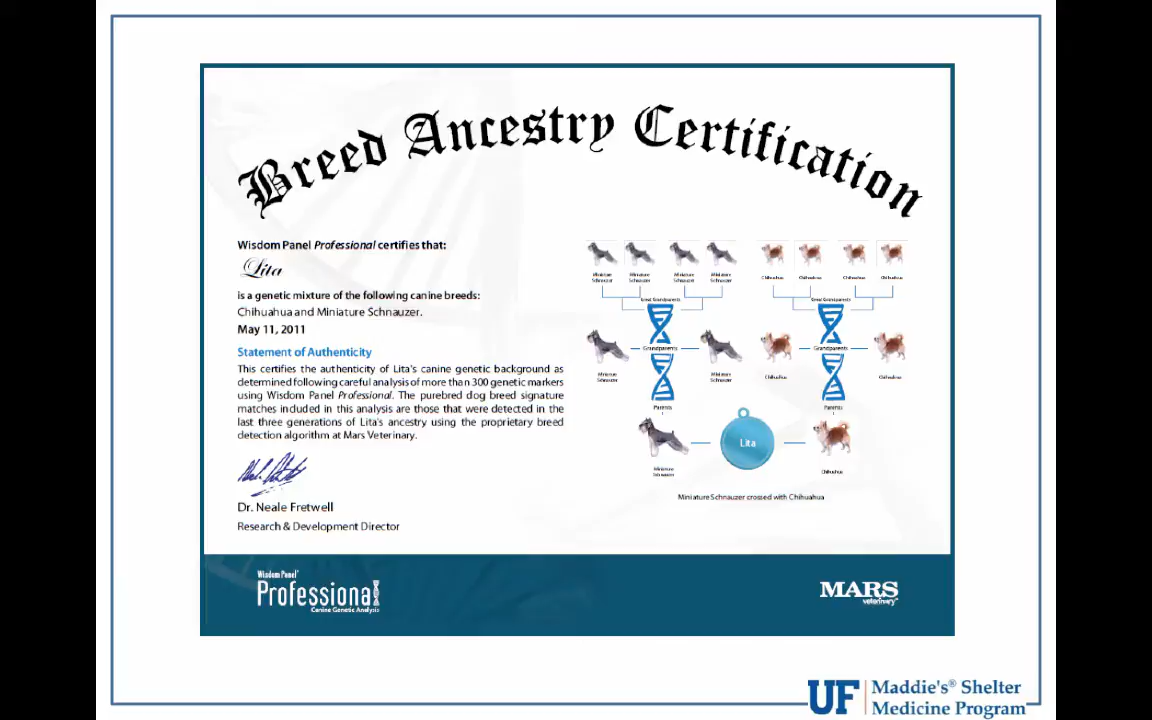 Breed Ancestry Certification
Wisdom Panel Professional certifies that:
Lita
is a genetic mixture of the following canine breeds:
Chihuahua and Miniature Schnauzer.
May 11, 2011
Statement of Authenticity
This certifies the authenticity of Lita's canine genetic background as
determined following careful analysis of more than 300 genetic markers
using Wisdom Panel Professional. The purebred dog breed signature
matches included in this analysis are those that were detected in the
last three generations of Lita's ancestry using the proprietary breed
detection algorithm at Mars Veterinary.
Dr. Neale Fretwell
Research & Development Director
Miniature Schnauzer Miniature Schnauzer Miniature Schnauzer Miniature Schnauzer Chihuahua Chihuahua Chihuahua Chihuahua
Great Grandparents Great Grandparents
Grandparents Grandparents
Miniature Schnauzer Miniature Schnauzer Chihuahua Chihuahua
Parents Parents
Lita
Miniature Schnauzer Chihuahua
Miniature Schnauzer crossed with Chihuahua
Wisdom Panel®
Professional
Canine Genetic Analysis
MARS
veterinary™
UF Maddie's® Shelter
Medicine Program